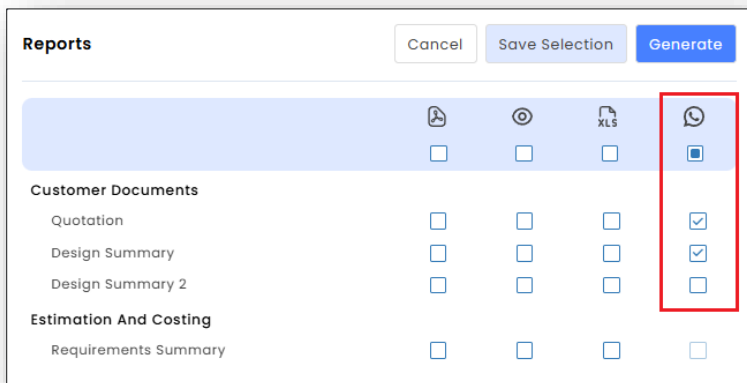 Reports
Cancel
Save Selection
Generate
XLS
Customer Documents
Quotation
Design Summary
Design Summary 2
Estimation And Costing
Requirements Summary